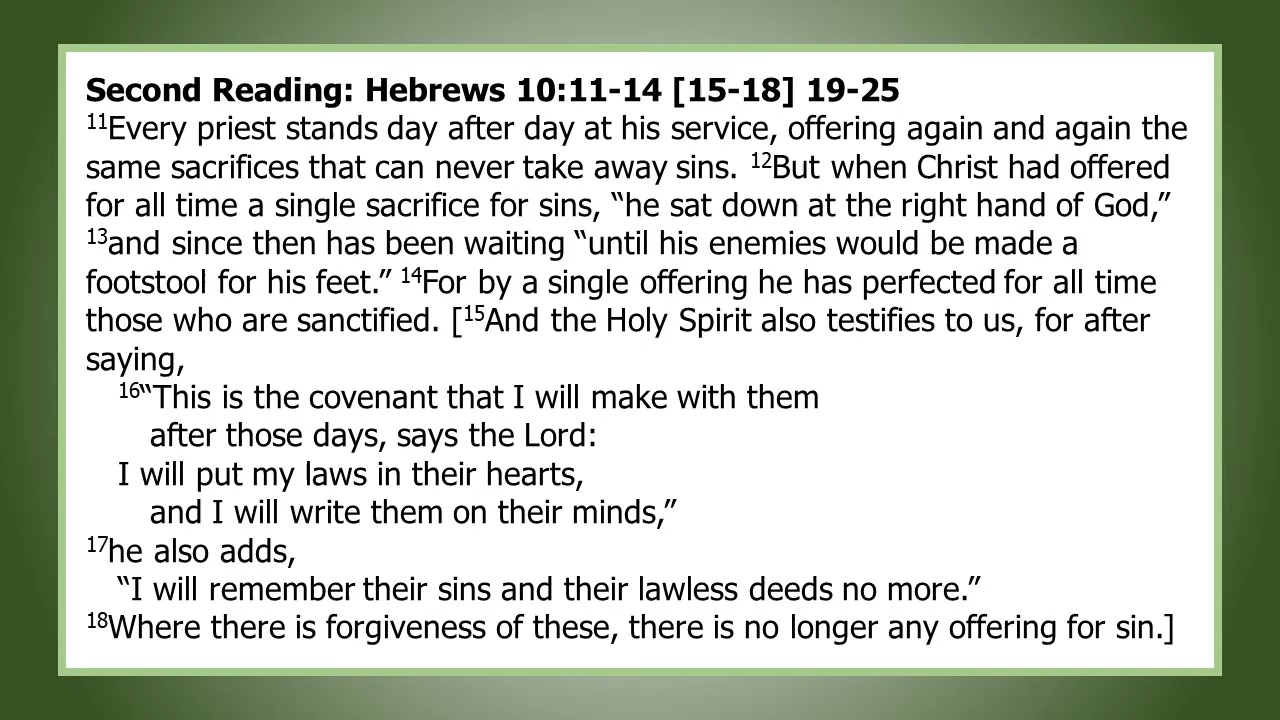 Second Reading: Hebrews 10:11-14 [15-18] 19-25
¹¹Every priest stands day after day at his service, offering again and again the
same sacrifices that can never take away sins. ¹²But when Christ had offered
for all time a single sacrifice for sins, “he sat down at the right hand of God,”
¹³and since then has been waiting “until his enemies would be made a
footstool for his feet.” ¹⁴For by a single offering he has perfected for all time
those who are sanctified. [¹⁵And the Holy Spirit also testifies to us, for after
saying,
¹⁶“This is the covenant that I will make with them
after those days, says the Lord:
I will put my laws in their hearts,
and I will write them on their minds,”
¹⁷he also adds,
“I will remember their sins and their lawless deeds no more.”
¹⁸Where there is forgiveness of these, there is no longer any offering for sin.]